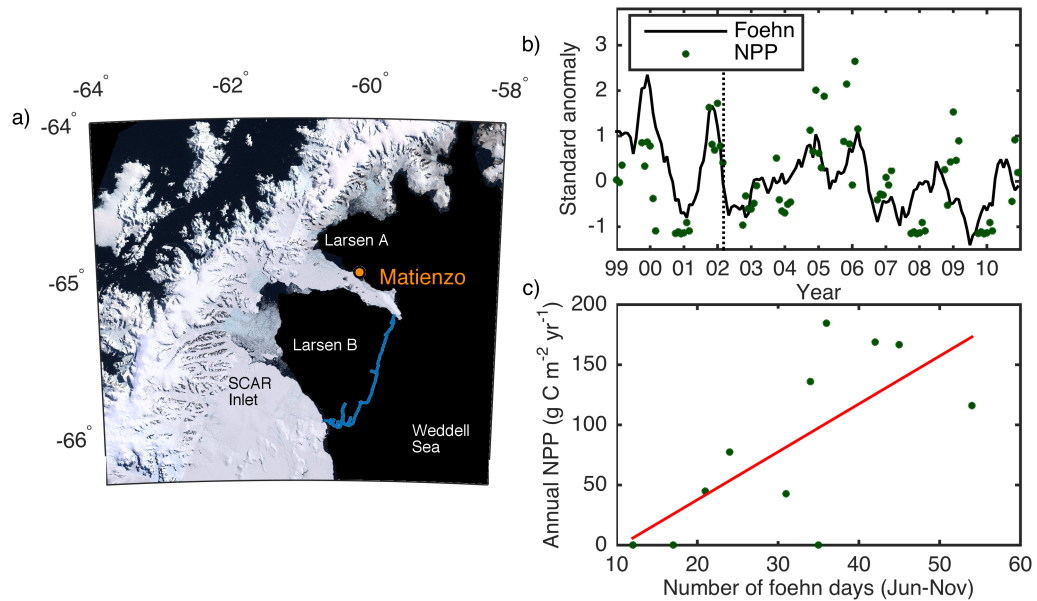 a)
-64°
-62°
-60°
-58°
-64°
-65°
-66°
Larsen A
Matienzo
Larsen B
SCAR
Inlet
Weddell
Sea
b)
Foehn
NPP
Standard anomaly
3
2
1
0
-1
99 00 01 02 03 04 05 06 07 08 09 10
Year
c)
Annual NPP (g C m⁻² yr⁻¹)
200
150
100
50
0
10 20 30 40 50 60
Number of foehn days (Jun-Nov)